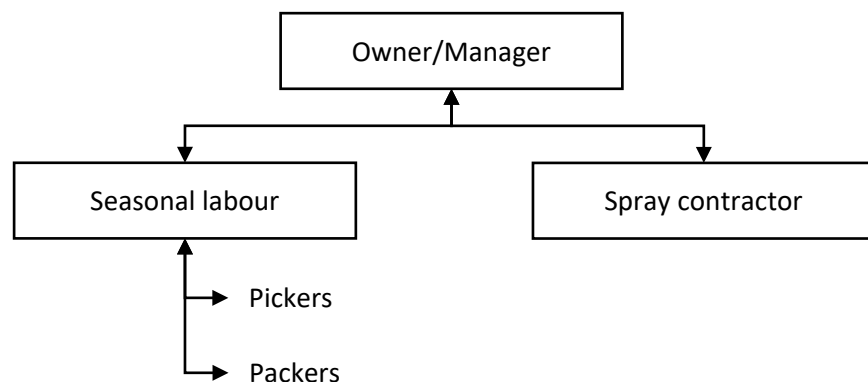 Owner/Manager
Seasonal labour
Spray contractor
Pickers
Packers